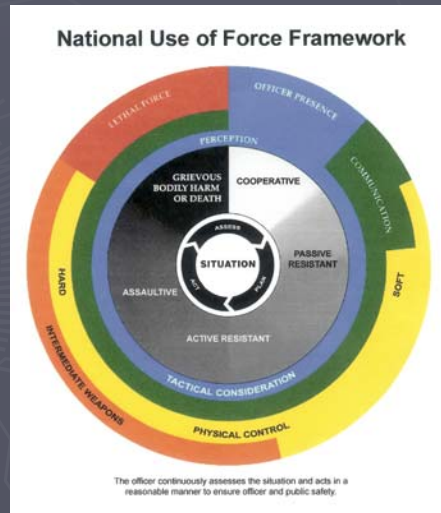 National Use of Force Framework
LETHAL FORCE
OFFICER PRESENCE
PERCEPTION
COMMUNICATION
GRIEVOUS
BODILY HARM
OR DEATH
COOPERATIVE
ASSESS
SITUATION
ACT
PLAN
PASSIVE
RESISTANT
ASSAULTIVE
ACTIVE RESISTANT
HARD
SOFT
TACTICAL CONSIDERATION
PHYSICAL CONTROL
INTERMEDIATE WEAPONS
The officer continuously assesses the situation and acts in a
reasonable manner to ensure officer and public safety.